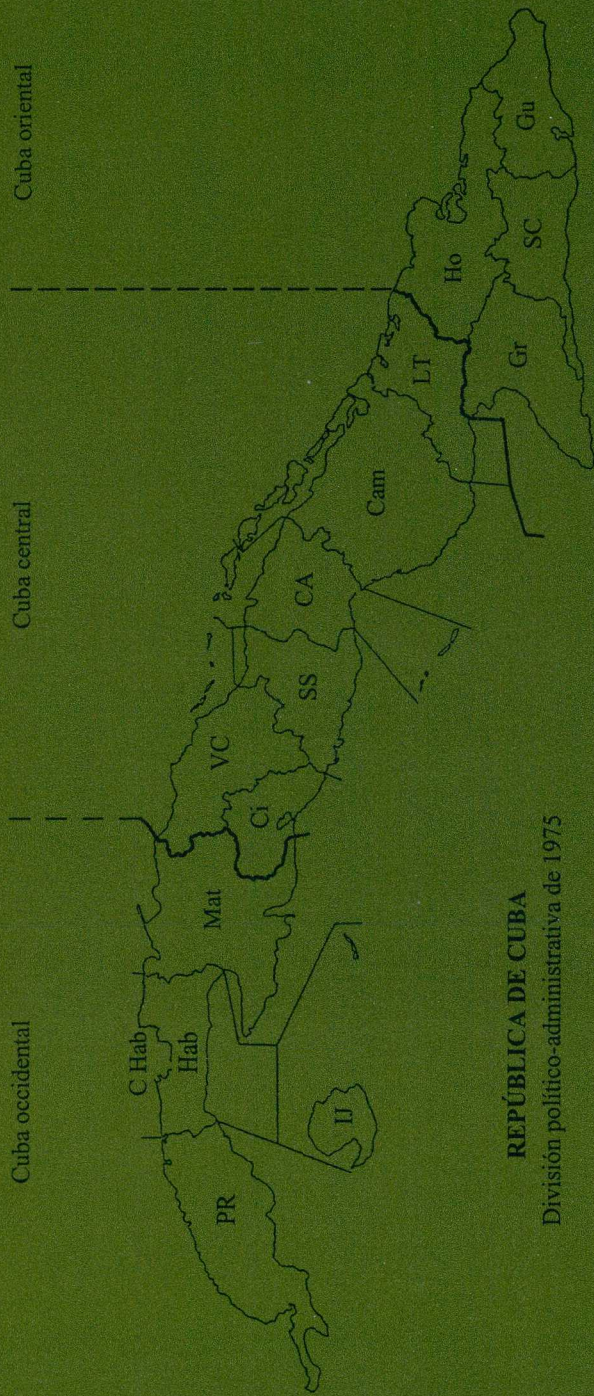 Cuba occidental
Cuba central
Cuba oriental
C Hab
Hab
PR
IJ
Mat
VC
Ci
SS
CA
Cam
LT
Ho
Gr
SC
Gu
REPÚBLICA DE CUBA
División político-administrativa de 1975